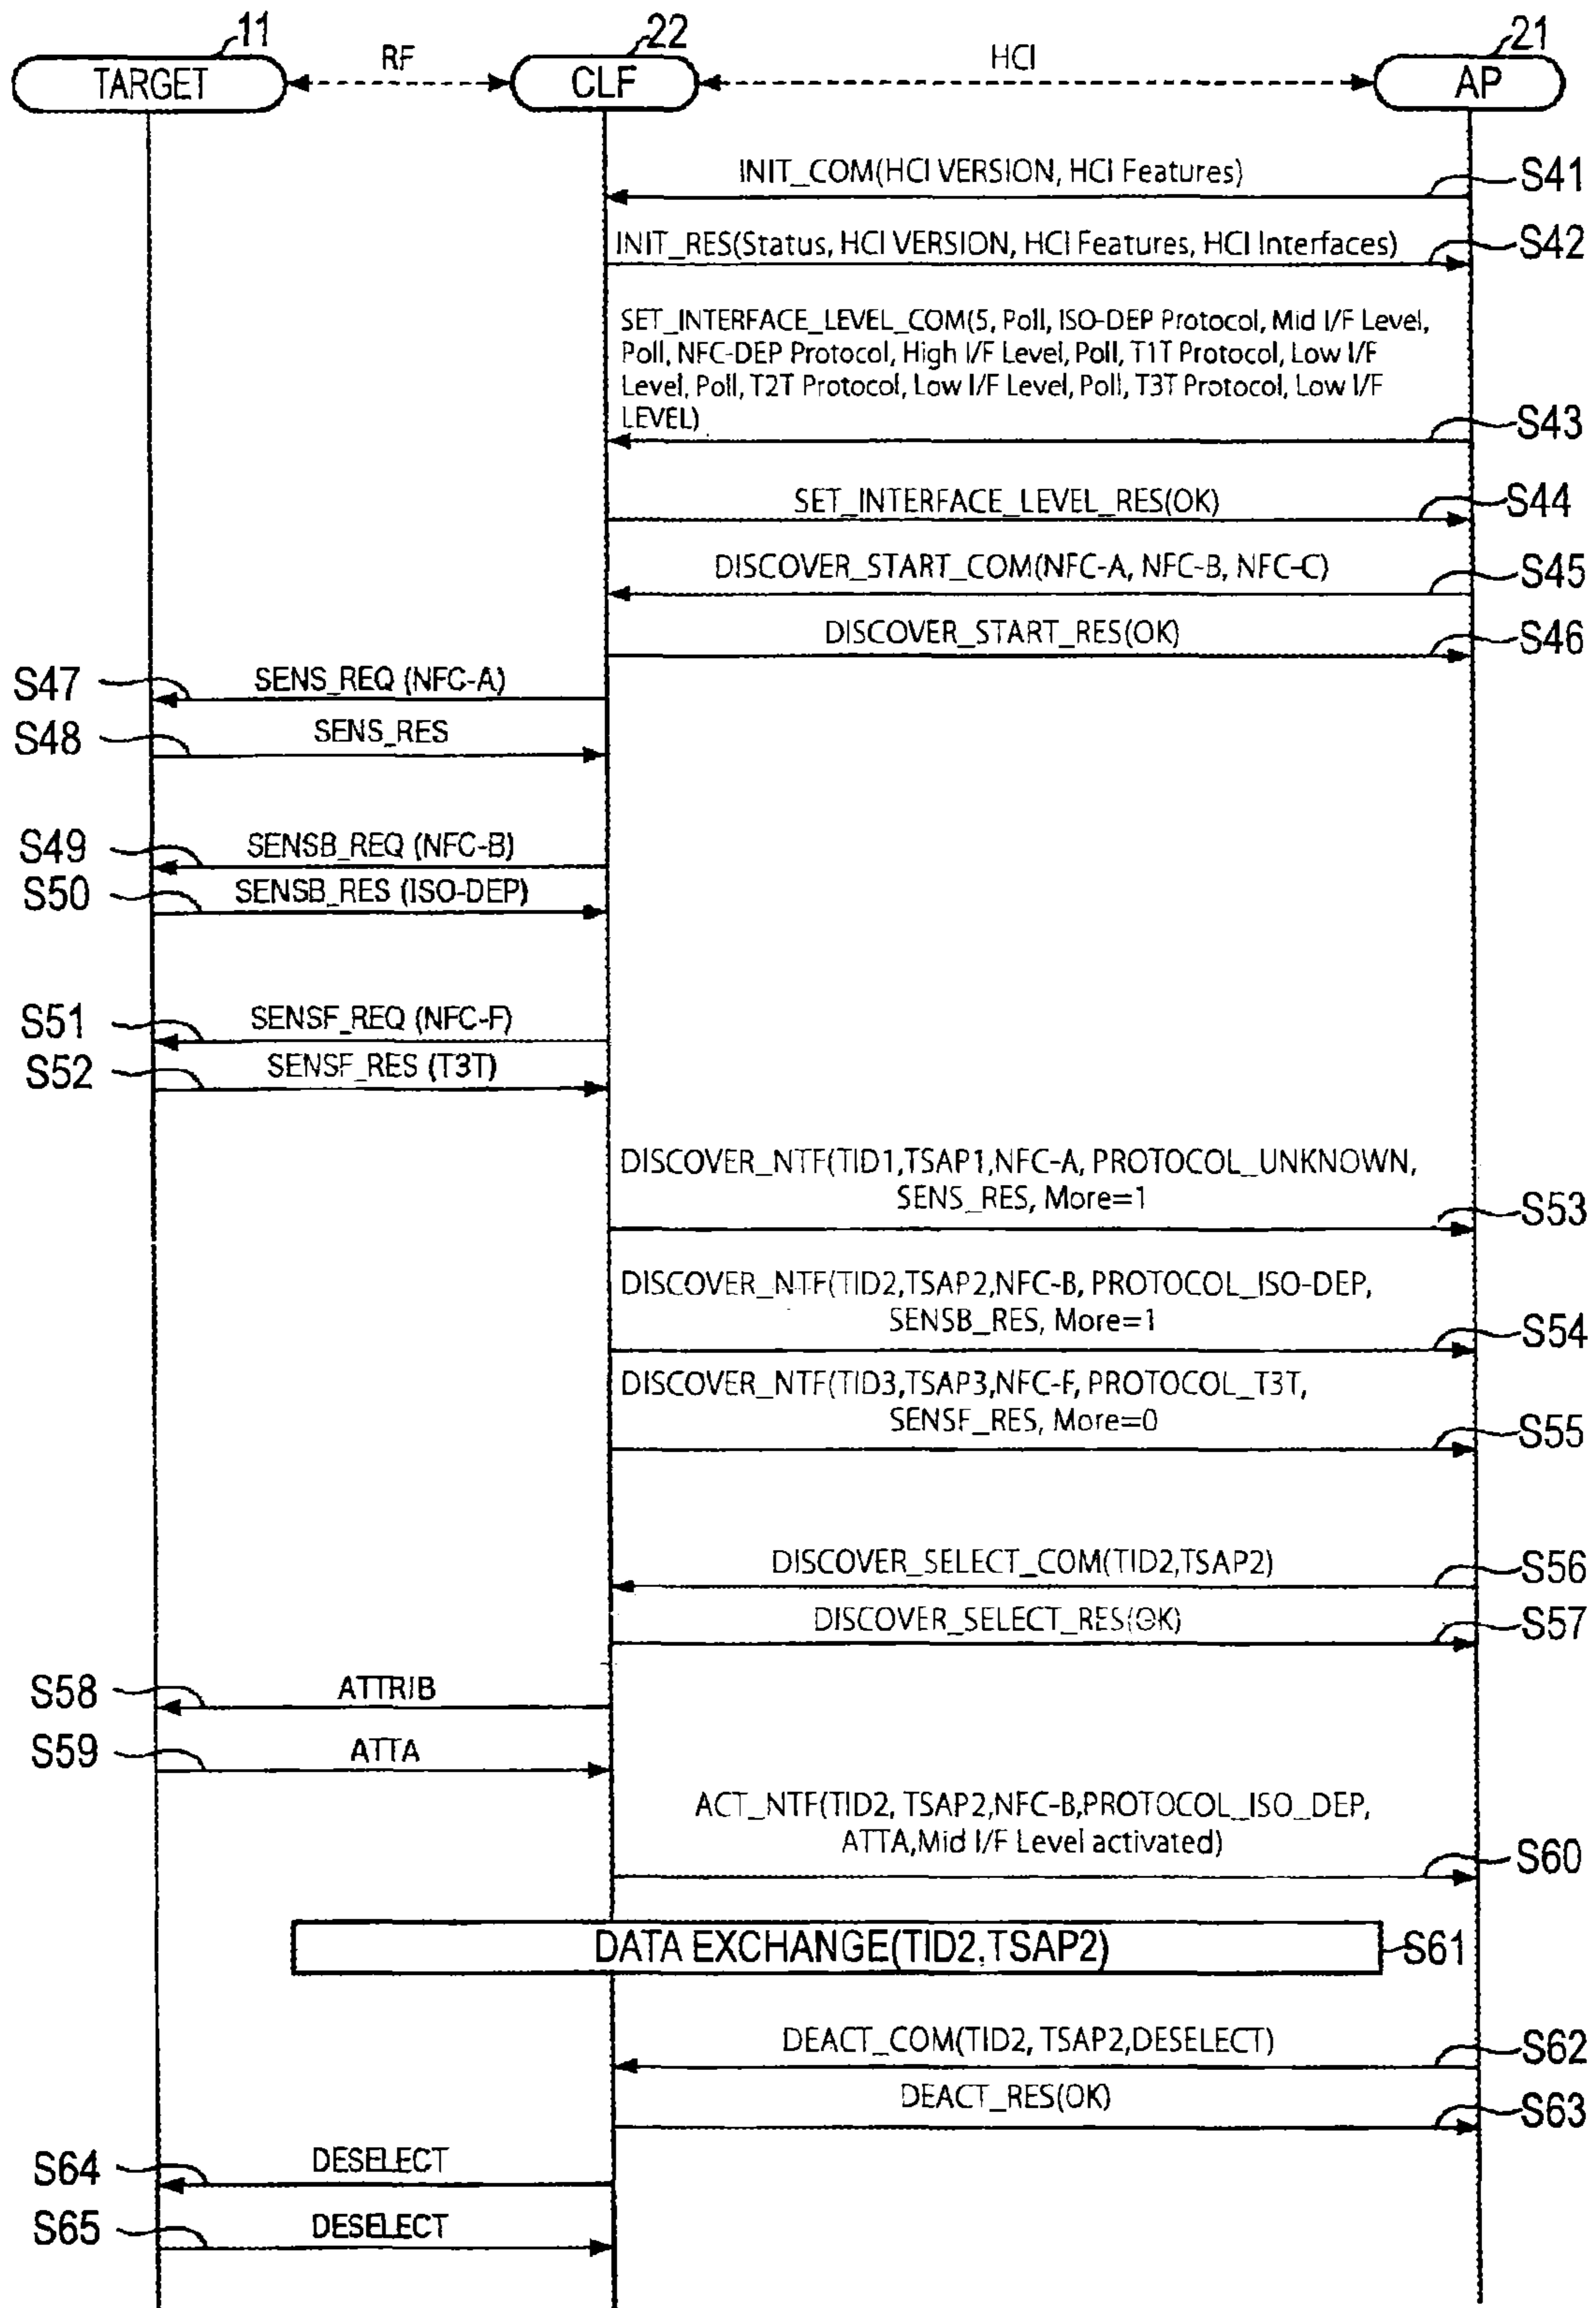 11
22
21
TARGET
RF
CLF
HCI
AP
INIT_COM(HCI VERSION, HCI Features)
S41
INIT_RES(Status, HCI VERSION, HCI Features, HCI Interfaces)
S42
SET_INTERFACE_LEVEL_COM(5, Poll, ISO-DEP Protocol, Mid I/F Level,
Poll, NFC-DEP Protocol, High I/F Level, Poll, T1T Protocol, Low I/F
Level, Poll, T2T Protocol, Low I/F Level, Poll, T3T Protocol, Low I/F
LEVEL)
S43
SET_INTERFACE_LEVEL_RES(OK)
S44
DISCOVER_START_COM(NFC-A, NFC-B, NFC-C)
S45
DISCOVER_START_RES(OK)
S46
S47
SENS_REQ (NFC-A)
S48
SENS_RES
S49
SENSB_REQ (NFC-B)
S50
SENSB_RES (ISO-DEP)
S51
SENSF_REQ (NFC-F)
S52
SENSF_RES (T3T)
DISCOVER_NTF(TID1,TSAP1,NFC-A, PROTOCOL_UNKNOWN,
SENS_RES, More=1
S53
DISCOVER_NTF(TID2,TSAP2,NFC-B, PROTOCOL_ISO-DEP,
SENSB_RES, More=1
S54
DISCOVER_NTF(TID3,TSAP3,NFC-F, PROTOCOL_T3T,
SENSF_RES, More=0
S55
DISCOVER_SELECT_COM(TID2,TSAP2)
S56
DISCOVER_SELECT_RES(OK)
S57
S58
ATTRIB
S59
ATTA
ACT_NTF(TID2, TSAP2,NFC-B,PROTOCOL_ISO_DEP,
ATTA,Mid I/F Level activated)
S60
DATA EXCHANGE(TID2,TSAP2)
S61
DEACT_COM(TID2, TSAP2,DESELECT)
S62
DEACT_RES(OK)
S63
S64
DESELECT
S65
DESELECT